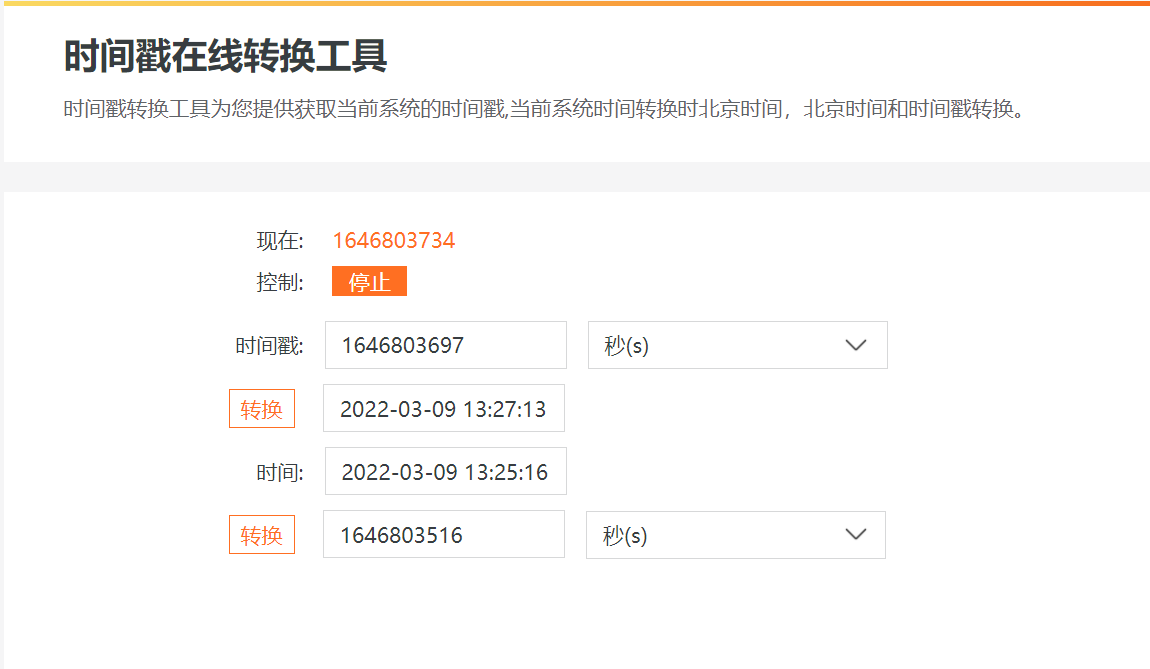 时间戳在线转换工具
时间戳转换工具为您提供获取当前系统的时间戳,当前系统时间转换时北京时间，北京时间和时间戳转换。
现在: 1646803734
控制: 停止
时间戳: 1646803697 秒(s)
转换 2022-03-09 13:27:13
时间: 2022-03-09 13:25:16
转换 1646803516 秒(s)